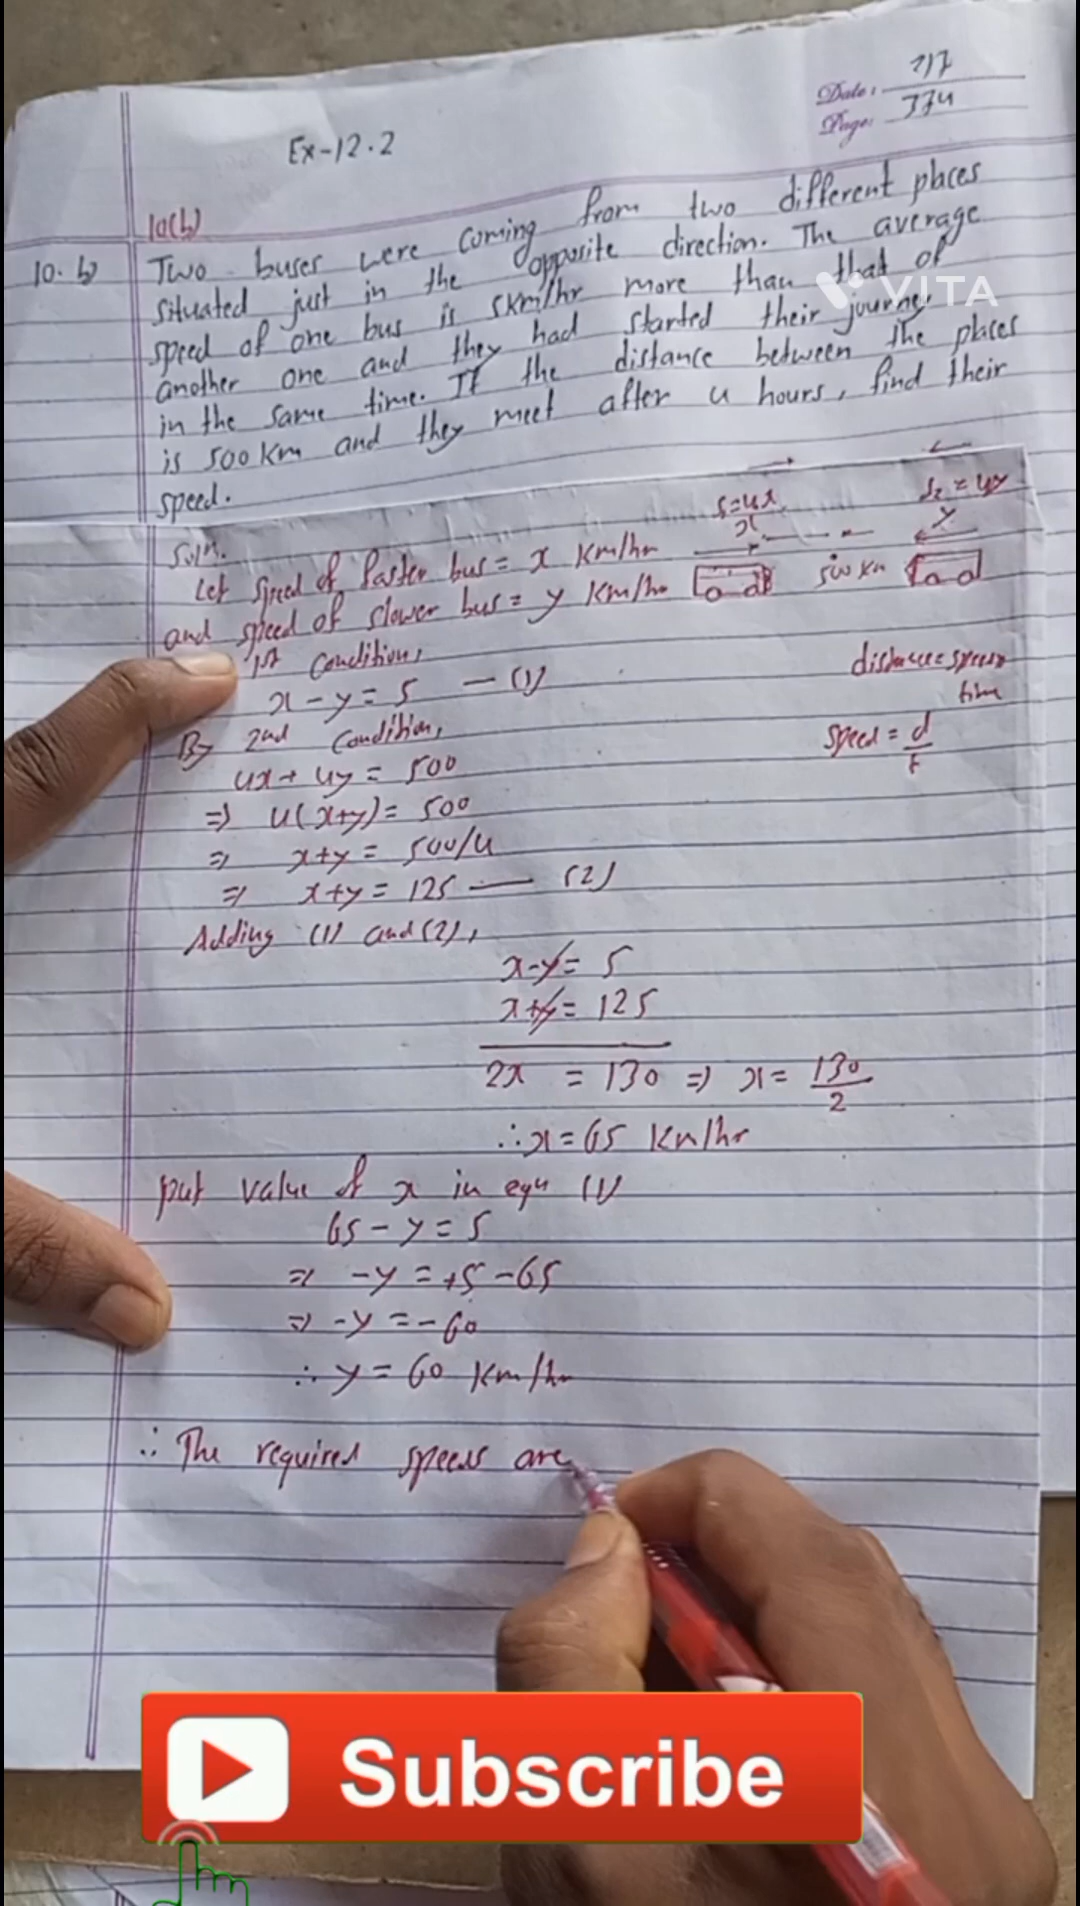 Date: 217
Page: 374
Ex-12.2
10(b)
10. b) Two buses were coming from two different places
situated just in the opposite direction. The average
speed of one bus is 5km/hr more than that of
another one and they had started their journey
in the same time. If the distance between the places
is 500 Km and they meet after 4 hours, find their
speed.
VITA
Soln.
Let speed of faster bus = x Km/hr
and speed of slower bus = y Km/hr
s=4x
x
500 Km
s2 = 4y
y
1st Condition,
x - y = 5 — (1)
distance = speed x
time
By 2nd Condition,
speed = d/t
4x + 4y = 500
=> 4(x+y) = 500
=> x+y = 500/4
=> x+y = 125 — (2)
Adding (1) and (2),
x-y = 5
x+y = 125
2x = 130 => x = 130/2
∴ x = 65 Km/hr
put value of x in eqn (1)
65 - y = 5
=> -y = +5 - 65
=> -y = -60
∴ y = 60 Km/hr
∴ The required speeds are
Subscribe